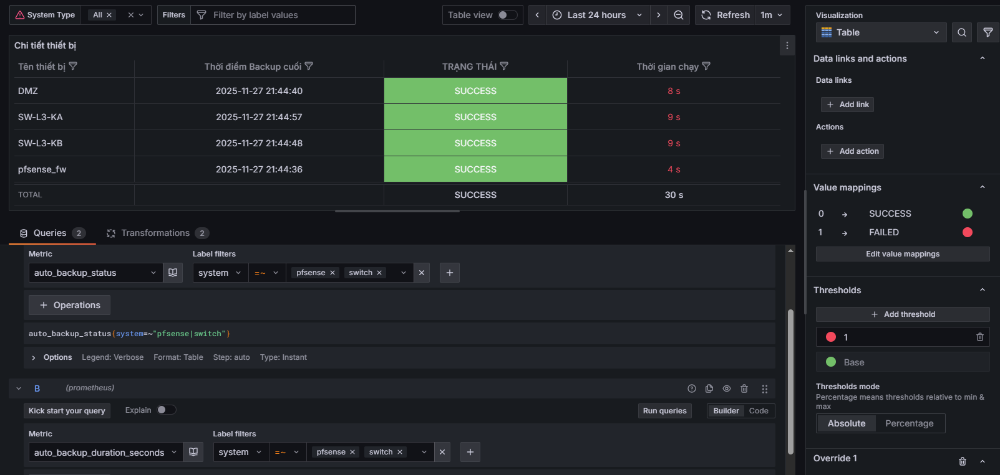 System Type All
Filters Filter by label values
Table view
Last 24 hours
Refresh 1m
Chi tiết thiết bị
Tên thiết bị Thời điểm Backup cuối TRẠNG THÁI Thời gian chạy
DMZ 2025-11-27 21:44:40 SUCCESS 8 s
SW-L3-KA 2025-11-27 21:44:57 SUCCESS 9 s
SW-L3-KB 2025-11-27 21:44:48 SUCCESS 9 s
pfsense_fw 2025-11-27 21:44:36 SUCCESS 4 s
TOTAL SUCCESS 30 s
Queries 2 Transformations 2
Metric Label filters
auto_backup_status system =~ pfsense switch
+ Operations
auto_backup_status{system=~"pfsense|switch"}
Options Legend: Verbose Format: Table Step: auto Type: Instant
B (prometheus)
Kick start your query Explain Run queries Builder Code
Metric Label filters
auto_backup_duration_seconds system =~ pfsense switch
Visualization
Table
Data links and actions
Data links
+ Add link
Actions
+ Add action
Value mappings
0 → SUCCESS
1 → FAILED
Edit value mappings
Thresholds
+ Add threshold
1
Base
Thresholds mode
Percentage means thresholds relative to min &
max
Absolute Percentage
Override 1